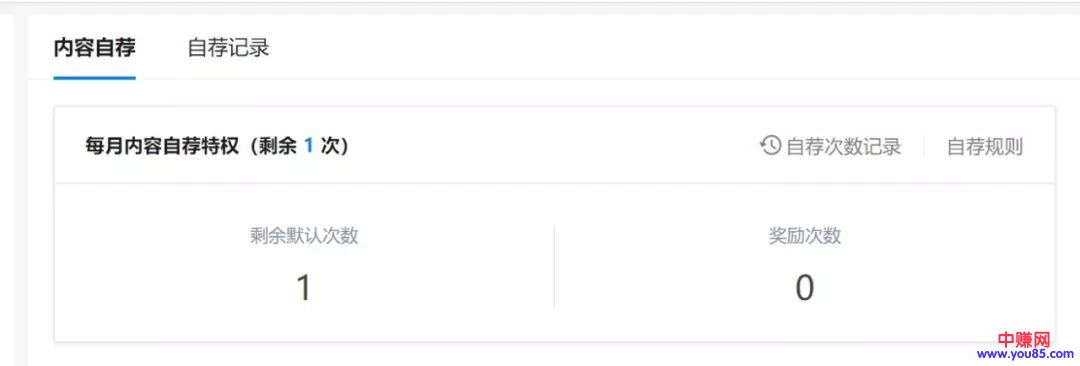 内容自荐 自荐记录
每月内容自荐特权（剩余 1 次） 自荐次数记录 自荐规则
剩余默认次数 奖励次数
1 0
中赚网
www.you85.com